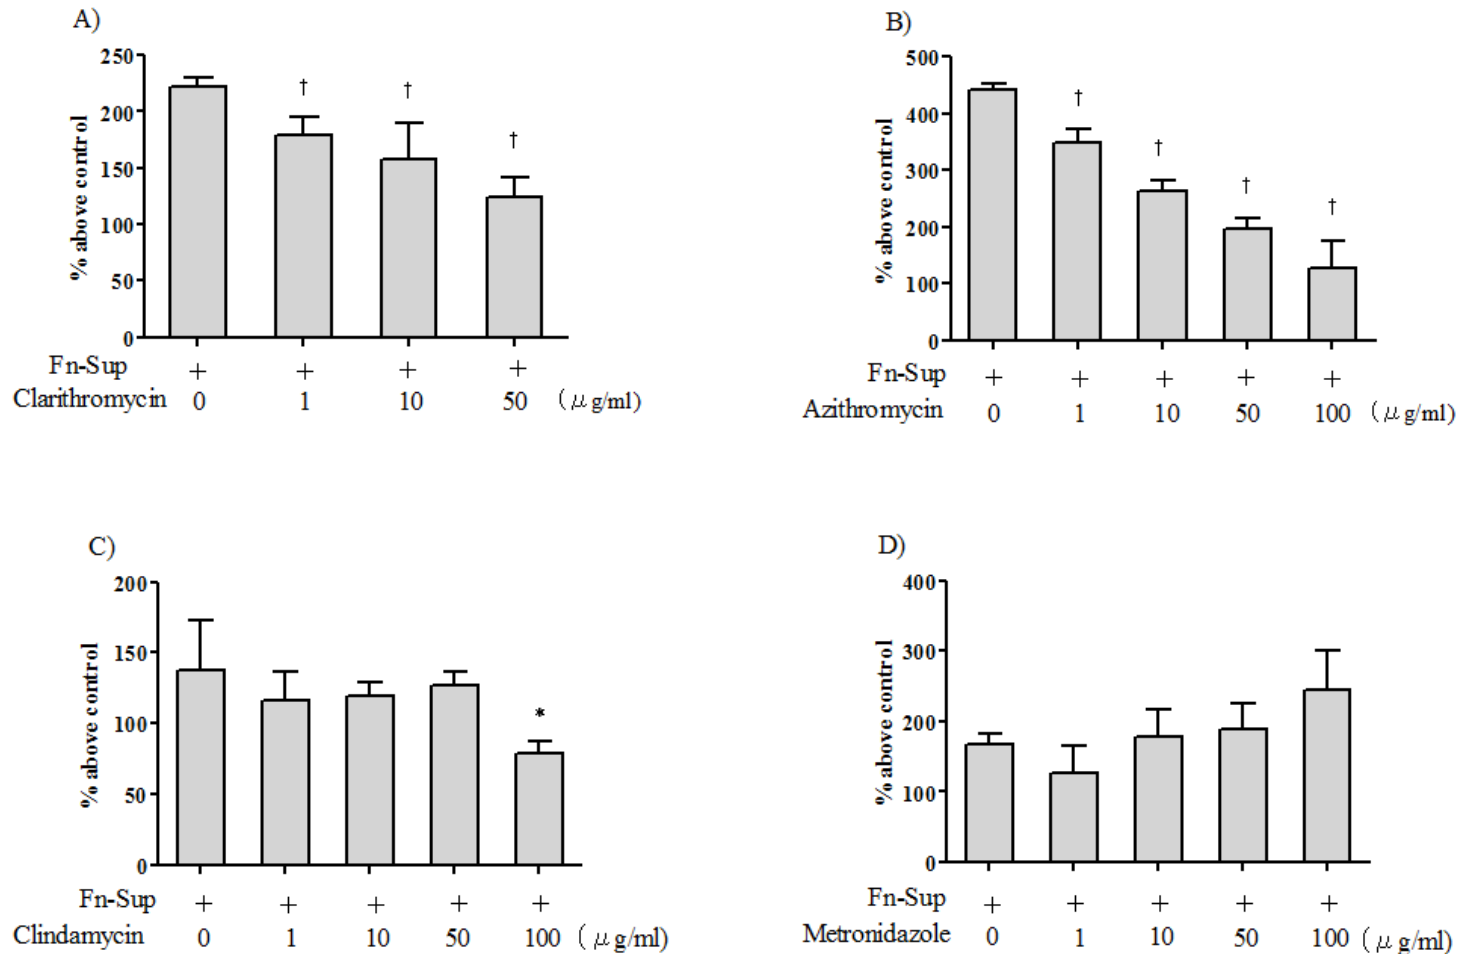 A)
% above control
250
200
150
100
50
0
† † †
Fn-Sup + + + +
Clarithromycin 0 1 10 50 (μg/ml)
B)
% above control
500
400
300
200
100
0
† † † †
Fn-Sup + + + + +
Azithromycin 0 1 10 50 100 (μg/ml)
C)
% above control
200
150
100
50
0
*
Fn-Sup + + + + +
Clindamycin 0 1 10 50 100 (μg/ml)
D)
% above control
400
300
200
100
0
Fn-Sup + + + + +
Metronidazole 0 1 10 50 100 (μg/ml)